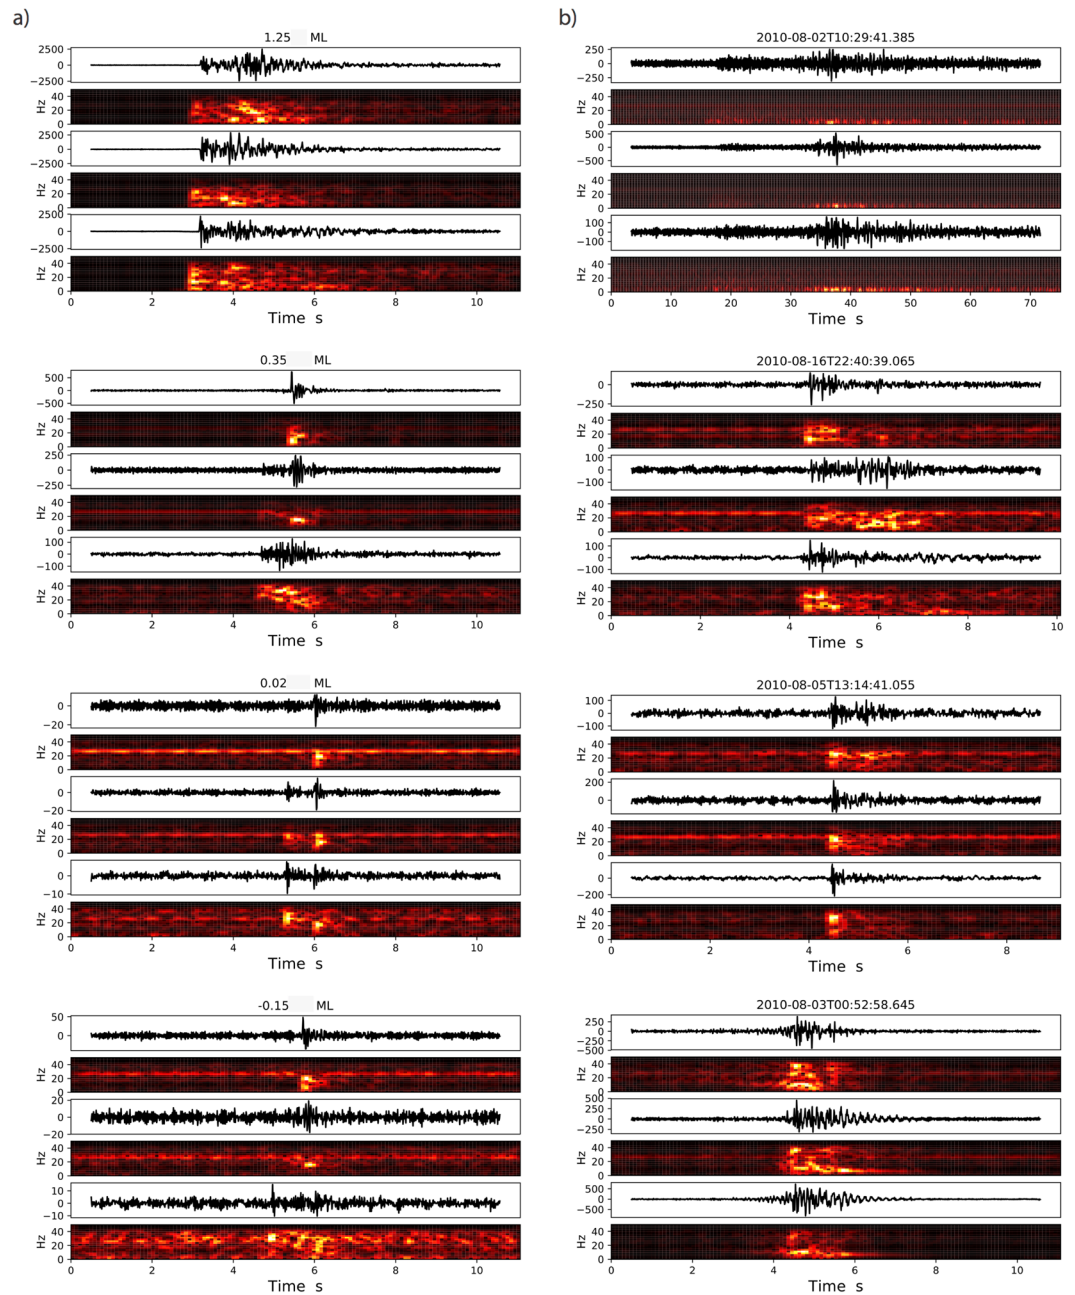 a)
1.25 ML
2500
0
−2500
Hz
40
20
0
2500
0
−2500
Hz
40
20
0
2500
0
−2500
Hz
40
20
0
0 2 4 6 8 10
Time s
0.35 ML
500
0
−500
Hz
40
20
0
250
0
−250
Hz
40
20
0
100
0
−100
Hz
40
20
0
0 2 4 6 8 10
Time s
0.02 ML
0
−20
Hz
40
20
0
0
−20
Hz
40
20
0
0
−10
Hz
40
20
0
0 2 4 6 8 10
Time s
-0.15 ML
50
0
Hz
40
20
0
20
0
−20
Hz
40
20
0
10
0
−10
Hz
40
20
0
0 2 4 6 8 10
Time s
b)
2010-08-02T10:29:41.385
250
0
−250
Hz
40
20
0
500
0
−500
Hz
40
20
0
100
0
−100
Hz
40
20
0
0 10 20 30 40 50 60 70
Time s
2010-08-16T22:40:39.065
0
−250
Hz
40
20
0
100
0
−100
Hz
40
20
0
100
0
−100
Hz
40
20
0
0 2 4 6 8 10
Time s
2010-08-05T13:14:41.055
100
0
−100
Hz
40
20
0
200
0
Hz
40
20
0
0
−200
Hz
40
20
0
0 2 4 6 8
Time s
2010-08-03T00:52:58.645
250
0
−250
−500
Hz
40
20
0
500
250
0
−250
Hz
40
20
0
500
0
−500
Hz
40
20
0
0 2 4 6 8 10
Time s